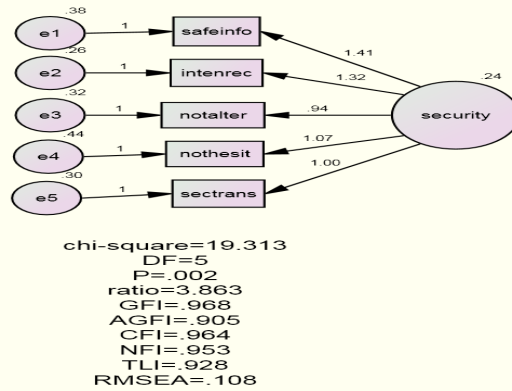 .38
e1 1 safeinfo
.26 1.41 .24
e2 1 intenrec 1.32
.32
e3 1 notalter .94 security
.44 1.07
e4 1 nothesit
.30 1.00
e5 1 sectrans
chi-square=19.313
DF=5
P=.002
ratio=3.863
GFI=.968
AGFI=.905
CFI=.964
NFI=.953
TLI=.928
RMSEA=.108